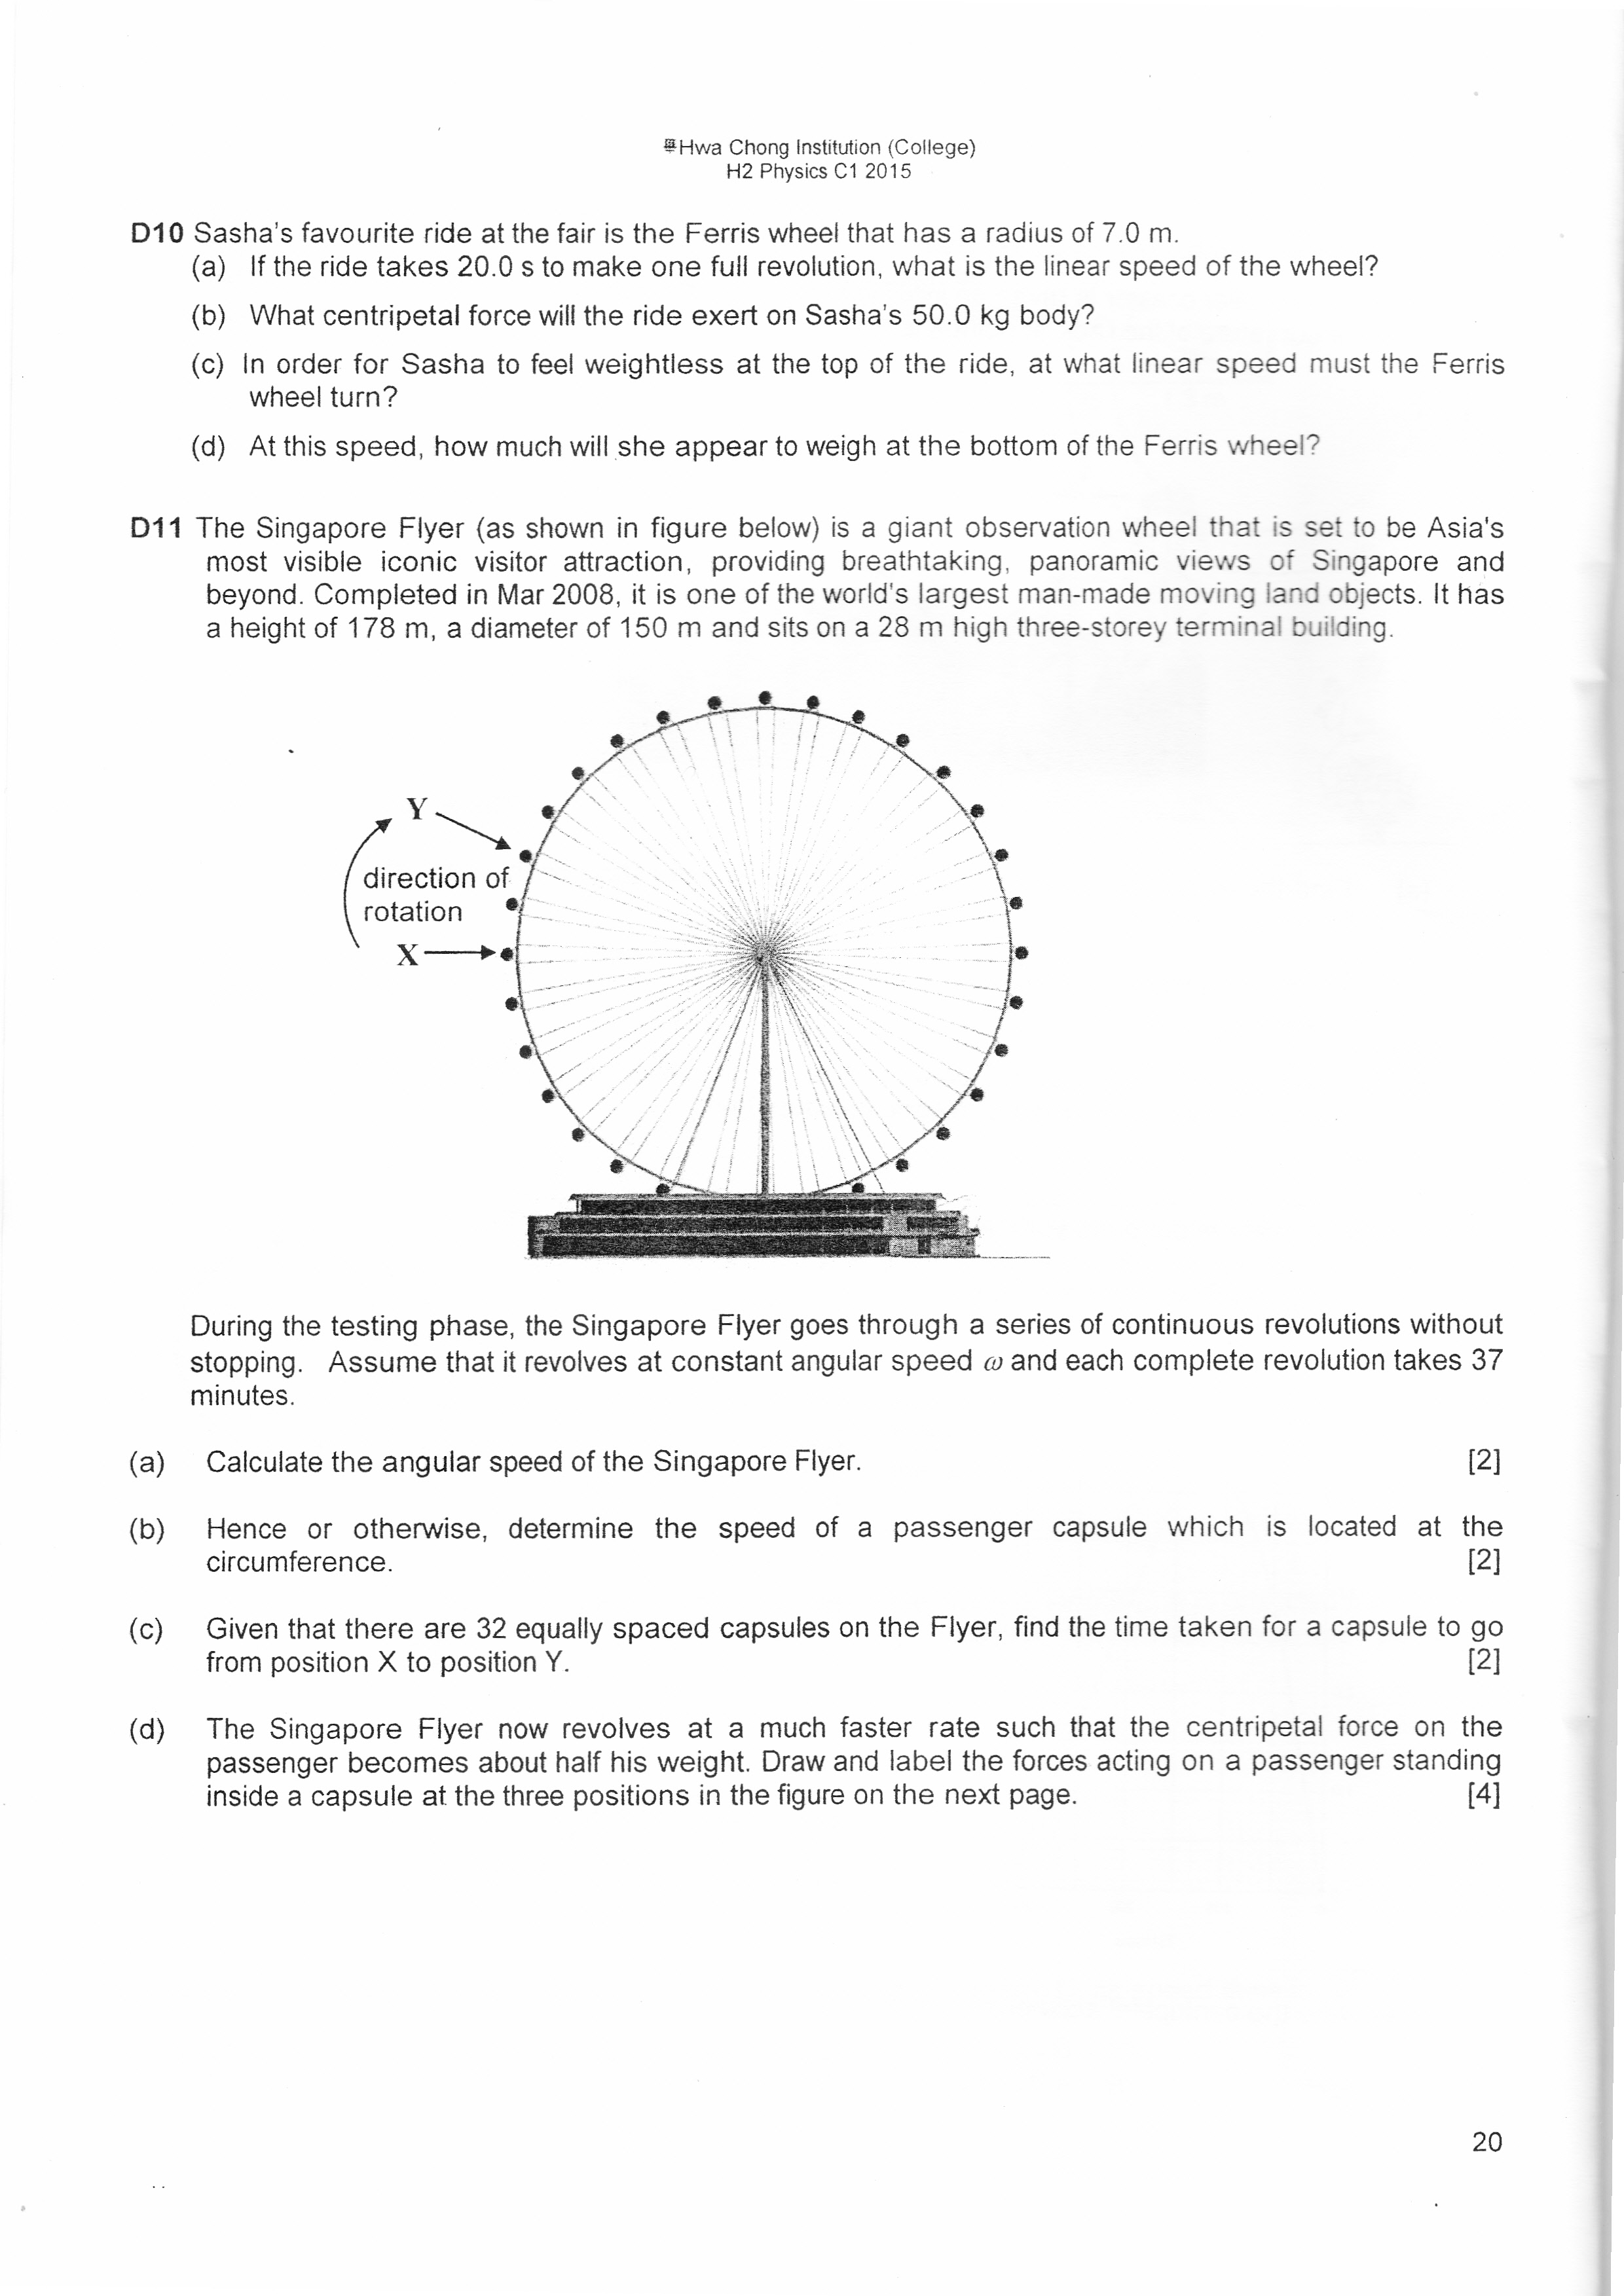 Hwa Chong Institution (College)
H2 Physics C1 2015
D10 Sasha's favourite ride at the fair is the Ferris wheel that has a radius of 7.0 m.
(a) If the ride takes 20.0 s to make one full revolution, what is the linear speed of the wheel?
(b) What centripetal force will the ride exert on Sasha's 50.0 kg body?
(c) In order for Sasha to feel weightless at the top of the ride, at what linear speed must the Ferris
wheel turn?
(d) At this speed, how much will she appear to weigh at the bottom of the Ferris wheel?
D11 The Singapore Flyer (as shown in figure below) is a giant observation wheel that is set to be Asia's
most visible iconic visitor attraction, providing breathtaking, panoramic views of Singapore and
beyond. Completed in Mar 2008, it is one of the world's largest man-made moving land objects. It has
a height of 178 m, a diameter of 150 m and sits on a 28 m high three-storey terminal building.
Y
direction of
rotation
X
During the testing phase, the Singapore Flyer goes through a series of continuous revolutions without
stopping. Assume that it revolves at constant angular speed ω and each complete revolution takes 37
minutes.
(a) Calculate the angular speed of the Singapore Flyer. [2]
(b) Hence or otherwise, determine the speed of a passenger capsule which is located at the
circumference. [2]
(c) Given that there are 32 equally spaced capsules on the Flyer, find the time taken for a capsule to go
from position X to position Y. [2]
(d) The Singapore Flyer now revolves at a much faster rate such that the centripetal force on the
passenger becomes about half his weight. Draw and label the forces acting on a passenger standing
inside a capsule at the three positions in the figure on the next page. [4]
20